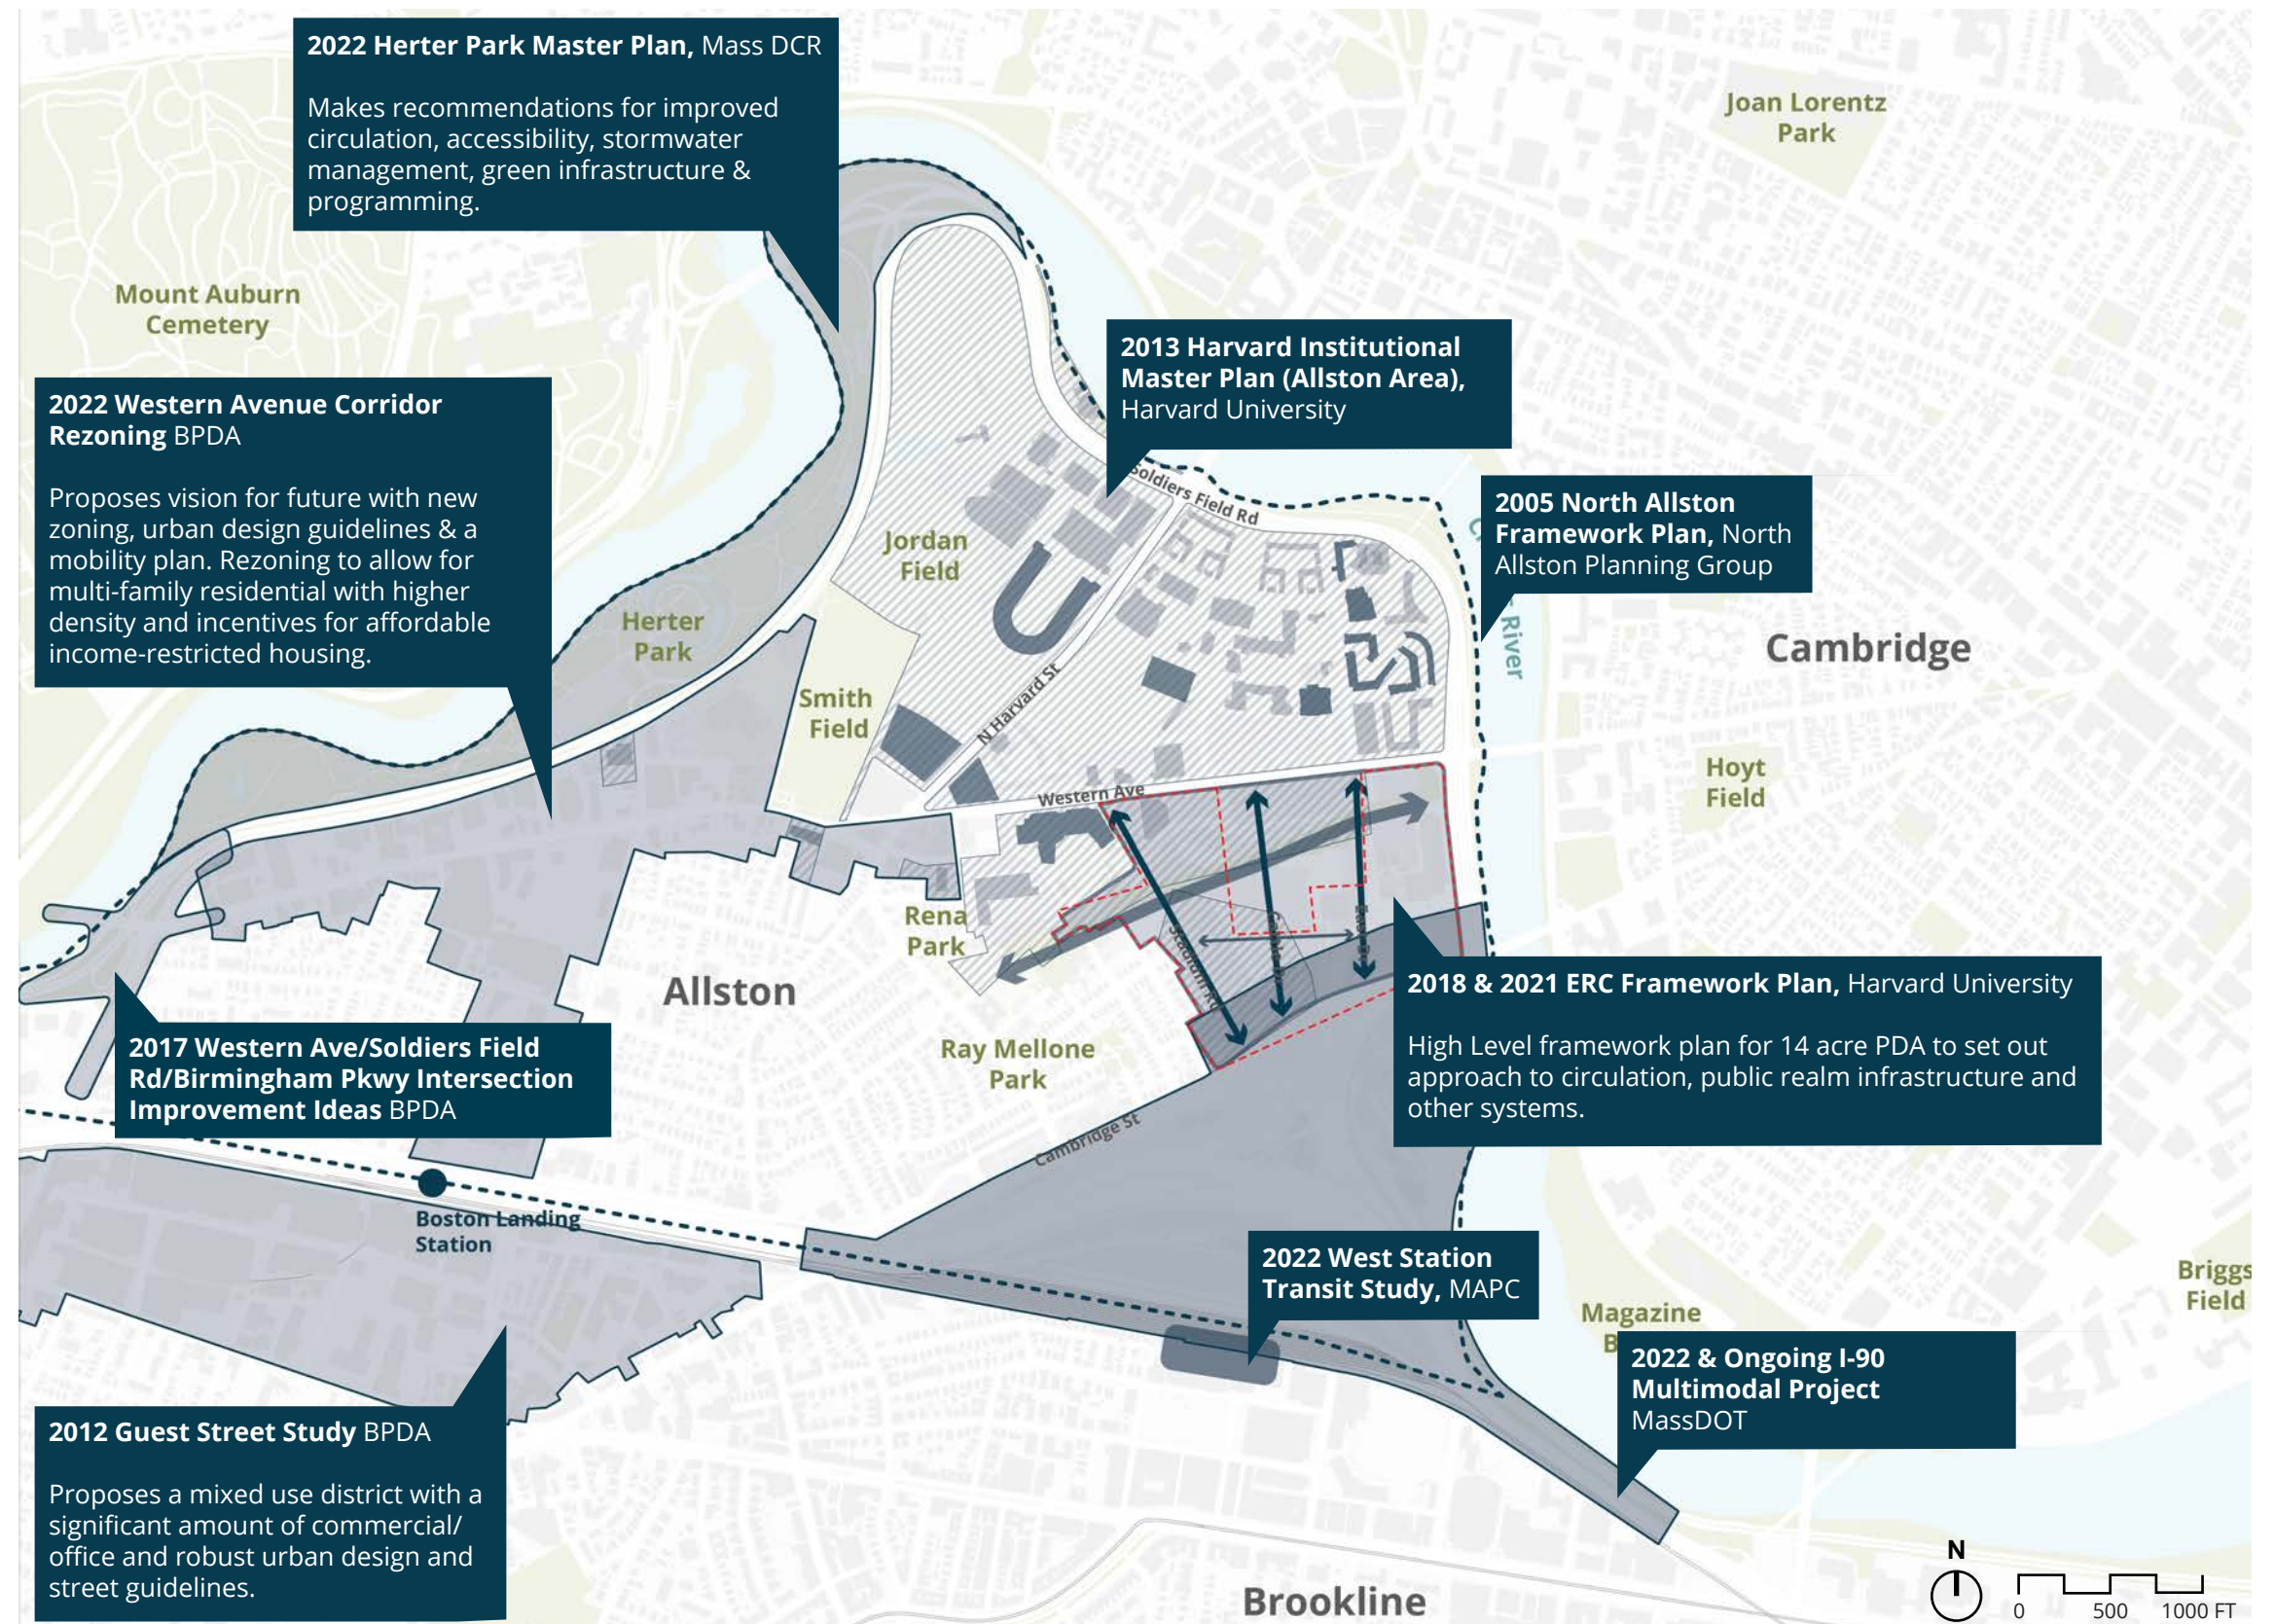 2022 Herter Park Master Plan, Mass DCR
Makes recommendations for improved
circulation, accessibility, stormwater
management, green infrastructure &
programming.
Joan Lorentz
Park
Mount Auburn
Cemetery
2013 Harvard Institutional
Master Plan (Allston Area),
Harvard University
2022 Western Avenue Corridor
Rezoning BPDA
Proposes vision for future with new
zoning, urban design guidelines & a
mobility plan. Rezoning to allow for
multi-family residential with higher
density and incentives for affordable
income-restricted housing.
Soldiers Field Rd
2005 North Allston
Framework Plan, North
Allston Planning Group
Jordan
Field
Herter
Park
River
Cambridge
Smith
Field
N Harvard St
Hoyt
Field
Western Ave
Rena
Park
Stadium Rd
Allston
2018 & 2021 ERC Framework Plan, Harvard University
High Level framework plan for 14 acre PDA to set out
approach to circulation, public realm infrastructure and
other systems.
2017 Western Ave/Soldiers Field
Rd/Birmingham Pkwy Intersection
Improvement Ideas BPDA
Ray Mellone
Park
Cambridge St
Boston Landing
Station
2022 West Station
Transit Study, MAPC
Briggs
Field
Magazine
B
2022 & Ongoing I-90
Multimodal Project
MassDOT
2012 Guest Street Study BPDA
Proposes a mixed use district with a
significant amount of commercial/
office and robust urban design and
street guidelines.
Brookline
N
0 500 1000 FT